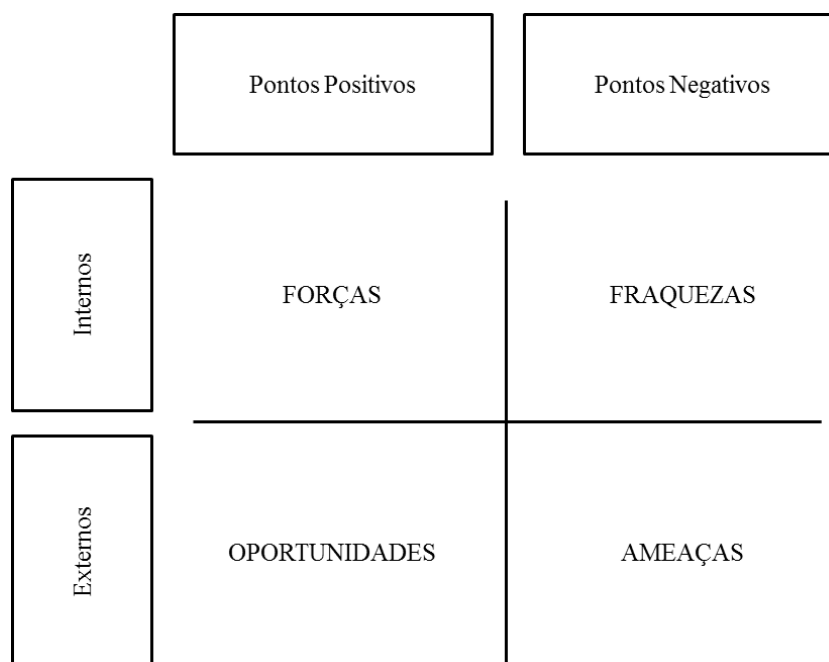 Pontos Positivos
Pontos Negativos
Internos
FORÇAS
FRAQUEZAS
Externos
OPORTUNIDADES
AMEAÇAS